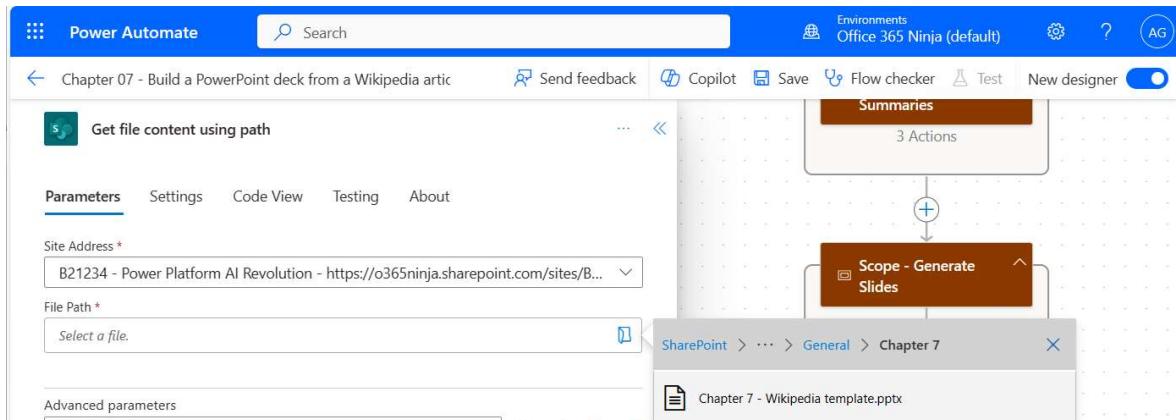 Power Automate
Search
Environments
Office 365 Ninja (default)
AG
Chapter 07 - Build a PowerPoint deck from a Wikipedia artic
Send feedback
Copilot
Save
Flow checker
Test
New designer
S
Get file content using path
Summaries
3 Actions
Parameters
Settings
Code View
Testing
About
Site Address *
B21234 - Power Platform AI Revolution - https://o365ninja.sharepoint.com/sites/B...
Scope - Generate
Slides
File Path *
Select a file.
SharePoint > ··· > General > Chapter 7
Chapter 7 - Wikipedia template.pptx
Advanced parameters